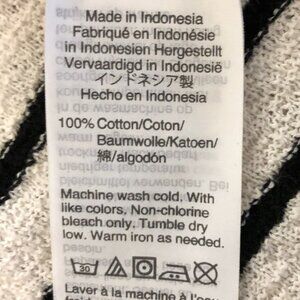 Made in Indonesia
Fabriqué en Indonésie
in Indonesien Hergestellt
Vervaardigd in Indonesië
インドネシア製
Hecho en Indonesia
100% Cotton/Coton/
Baumwolle/Katoen/
綿/algodón
Machine wash cold. With
like colors. Non-chlorine
bleach only. Tumble dry
low. Warm iron as needed.
30
Laver à la machine à l'eau